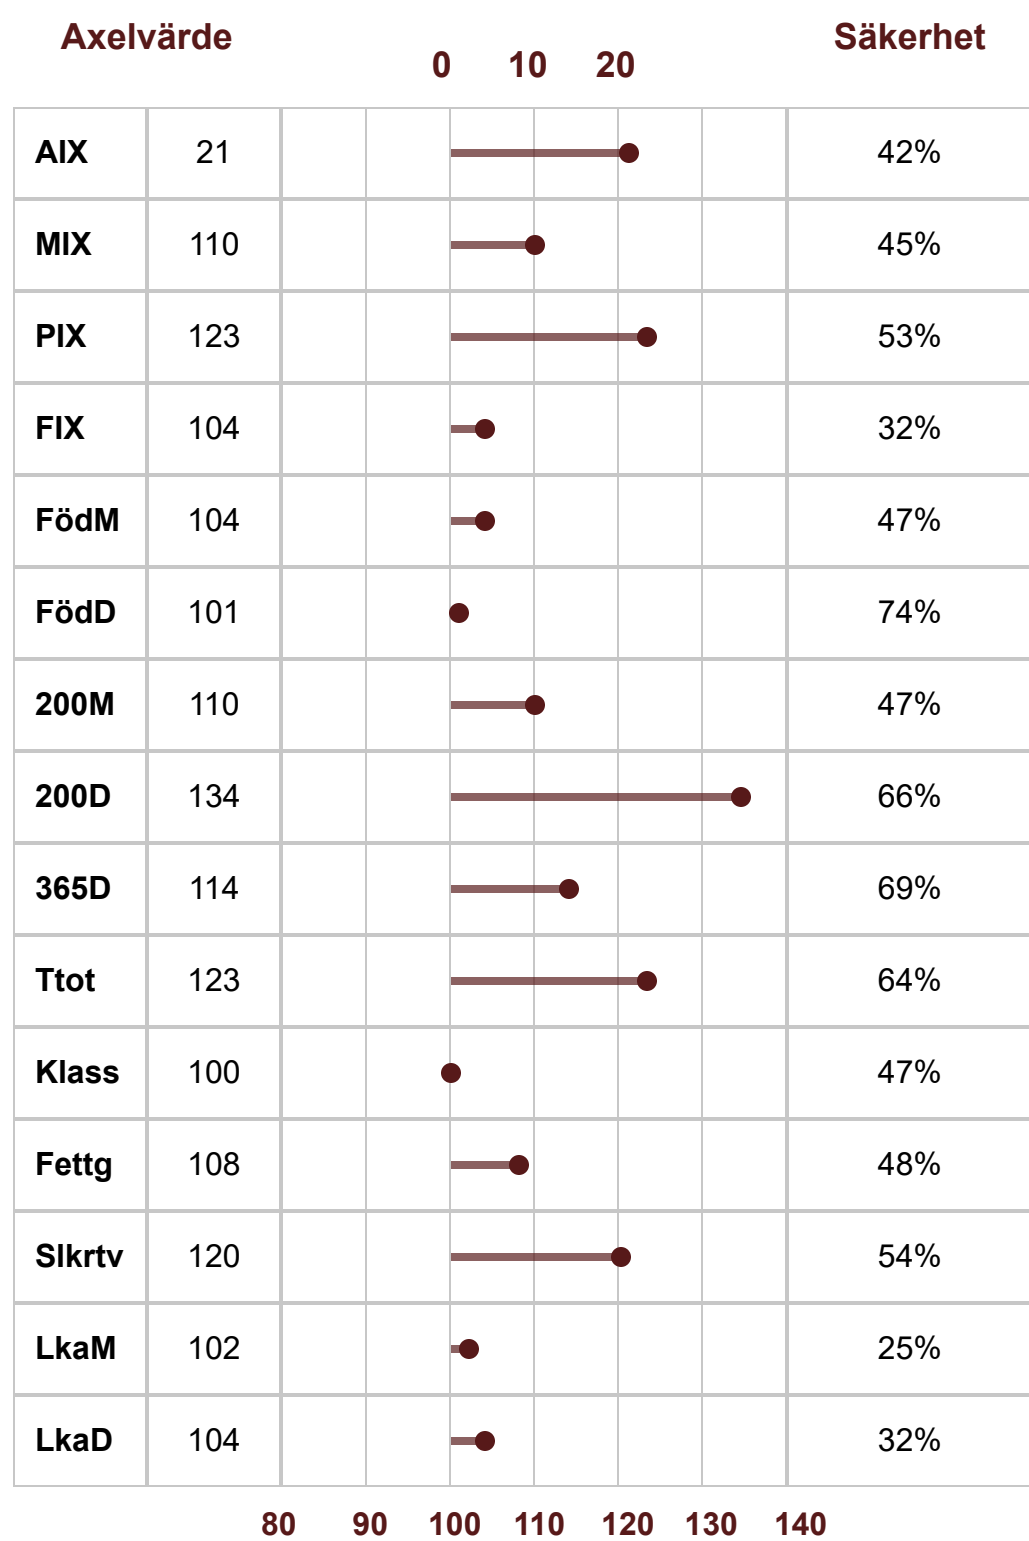 Axelvärde Säkerhet
0 10 20
AIX 21 42%
MIX 110 45%
PIX 123 53%
FIX 104 32%
FödM 104 47%
FödD 101 74%
200M 110 47%
200D 134 66%
365D 114 69%
Ttot 123 64%
Klass 100 47%
Fettg 108 48%
Slkrtv 120 54%
LkaM 102 25%
LkaD 104 32%
80 90 100 110 120 130 140